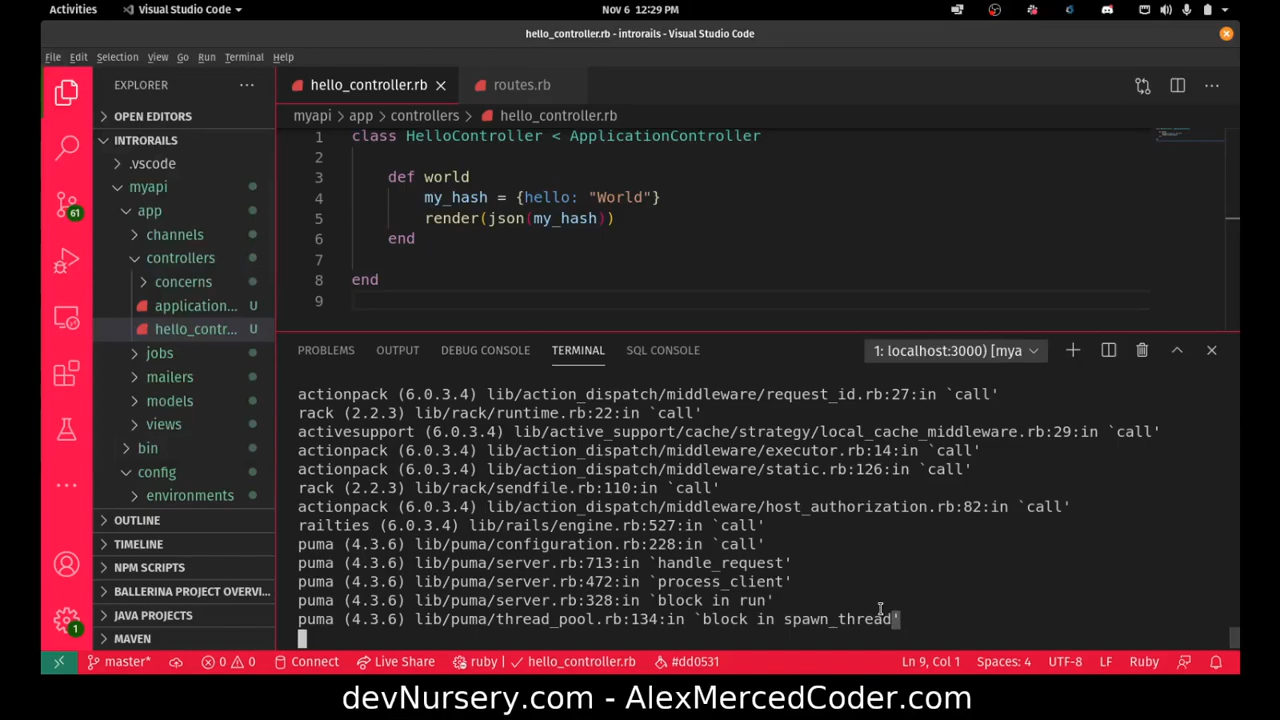 Activities
Visual Studio Code
Nov 6 12:29 PM
hello_controller.rb - introrails - Visual Studio Code
File Edit Selection View Go Run Terminal Help
EXPLORER
hello_controller.rb
routes.rb
myapi > app > controllers > hello_controller.rb
OPEN EDITORS
INTRORAILS
.vscode
myapi
app
channels
controllers
concerns
application... U
hello_contr... U
jobs
mailers
models
views
bin
config
environments
OUTLINE
TIMELINE
NPM SCRIPTS
BALLERINA PROJECT OVERVI...
JAVA PROJECTS
MAVEN
61
1
1 class HelloController < ApplicationController
2
3 def world
4 my_hash = {hello: "World"}
5 render(json(my_hash))
6 end
7
8 end
9
PROBLEMS OUTPUT DEBUG CONSOLE TERMINAL SQL CONSOLE
1: localhost:3000) [mya
actionpack (6.0.3.4) lib/action_dispatch/middleware/request_id.rb:27:in `call'
rack (2.2.3) lib/rack/runtime.rb:22:in `call'
activesupport (6.0.3.4) lib/active_support/cache/strategy/local_cache_middleware.rb:29:in `call'
actionpack (6.0.3.4) lib/action_dispatch/middleware/executor.rb:14:in `call'
actionpack (6.0.3.4) lib/action_dispatch/middleware/static.rb:126:in `call'
rack (2.2.3) lib/rack/sendfile.rb:110:in `call'
actionpack (6.0.3.4) lib/action_dispatch/middleware/host_authorization.rb:82:in `call'
railties (6.0.3.4) lib/rails/engine.rb:527:in `call'
puma (4.3.6) lib/puma/configuration.rb:228:in `call'
puma (4.3.6) lib/puma/server.rb:713:in `handle_request'
puma (4.3.6) lib/puma/server.rb:472:in `process_client'
puma (4.3.6) lib/puma/server.rb:328:in `block in run'
puma (4.3.6) lib/puma/thread_pool.rb:134:in `block in spawn_thread'
master* 0 0 Connect Live Share ruby | ✓ hello_controller.rb #dd0531 Ln 9, Col 1 Spaces: 4 UTF-8 LF Ruby
devNursery.com - AlexMercedCoder.com